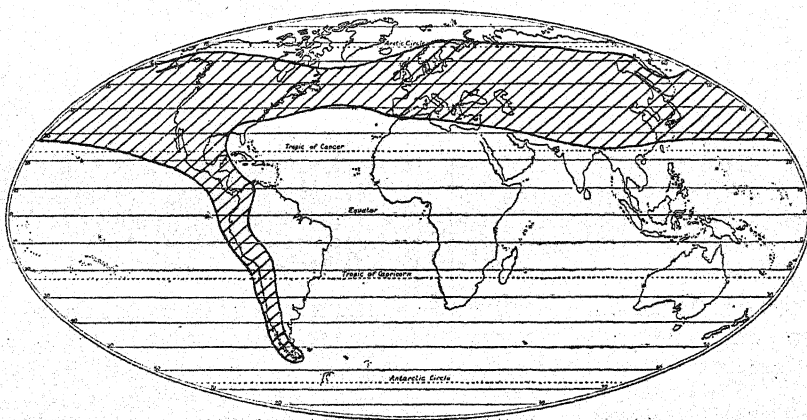 Arctic Circle
Tropic of Cancer
Equator
Tropic of Capricorn
Antarctic Circle